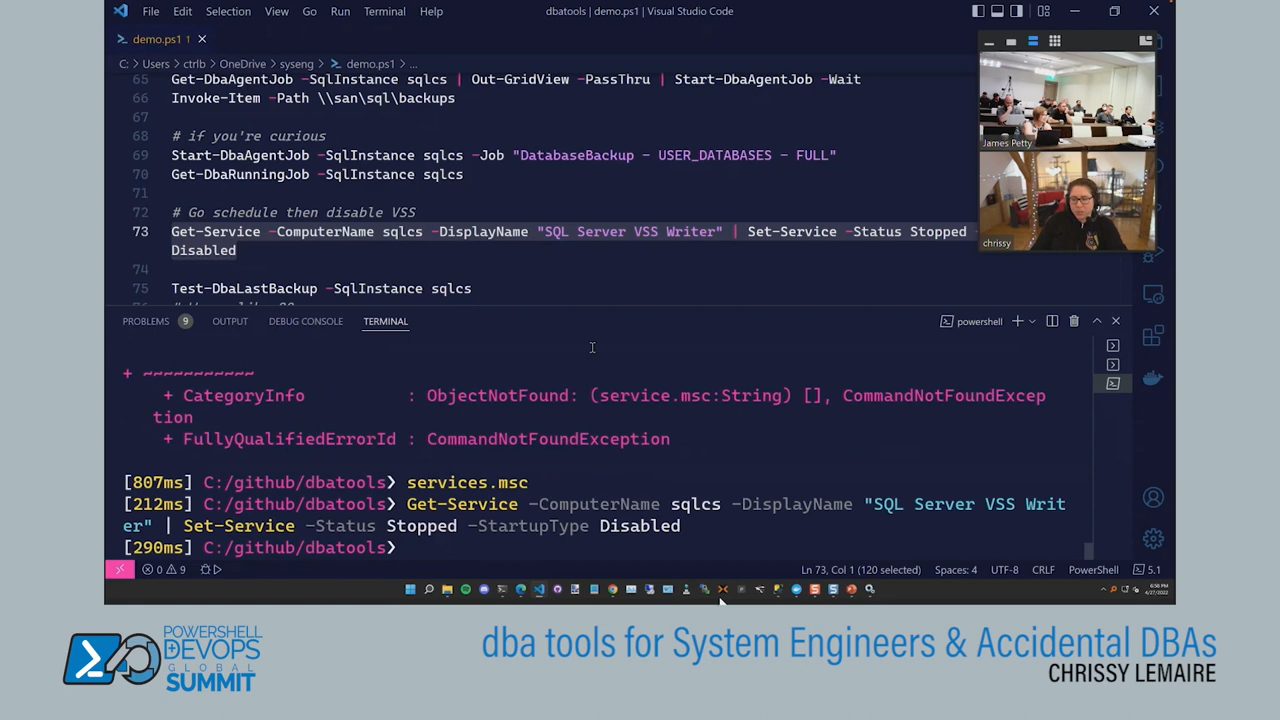 File Edit Selection View Go Run Terminal Help demo.ps1 | Visual Studio Code
demo.ps1 1
C: > Users > ctrlb > OneDrive > syseng > demo.ps1 > ...
65 Get-DbaAgentJob -SqlInstance sqlcs | Out-GridView -PassThru | Start-DbaAgentJob -Wait
66 Invoke-Item -Path \\san\sql\backups
67
68 # if you're curious
69 Start-DbaAgentJob -SqlInstance sqlcs -Job "DatabaseBackup - USER_DATABASES - FULL"
70 Get-DbaRunningJob -SqlInstance sqlcs
71
72 # Go schedule then disable VSS
73 Get-Service -ComputerName sqlcs -DisplayName "SQL Server VSS Writer" | Set-Service -Status Stopped
Disabled
74
75 Test-DbaLastBackup -SqlInstance sqlcs
James Petty
chrissy
PROBLEMS 9 OUTPUT DEBUG CONSOLE TERMINAL powershell
+ ~~~~~~~~~~~
+ CategoryInfo : ObjectNotFound: (service.msc:String) [], CommandNotFoundExcep
tion
+ FullyQualifiedErrorId : CommandNotFoundException
[807ms] C:/github/dbatools❯ services.msc
[212ms] C:/github/dbatools❯ Get-Service -ComputerName sqlcs -DisplayName "SQL Server VSS Writ
er" | Set-Service -Status Stopped -StartupType Disabled
[290ms] C:/github/dbatools❯
0 9 Ln 73, Col 1 (120 selected) Spaces: 4 UTF-8 CRLF PowerShell 5.1
6:58 PM
4/27/2022
POWERSHELL
DEVOPS
GLOBAL
SUMMIT
dba tools for System Engineers & Accidental DBAs
CHRISSY LEMAIRE